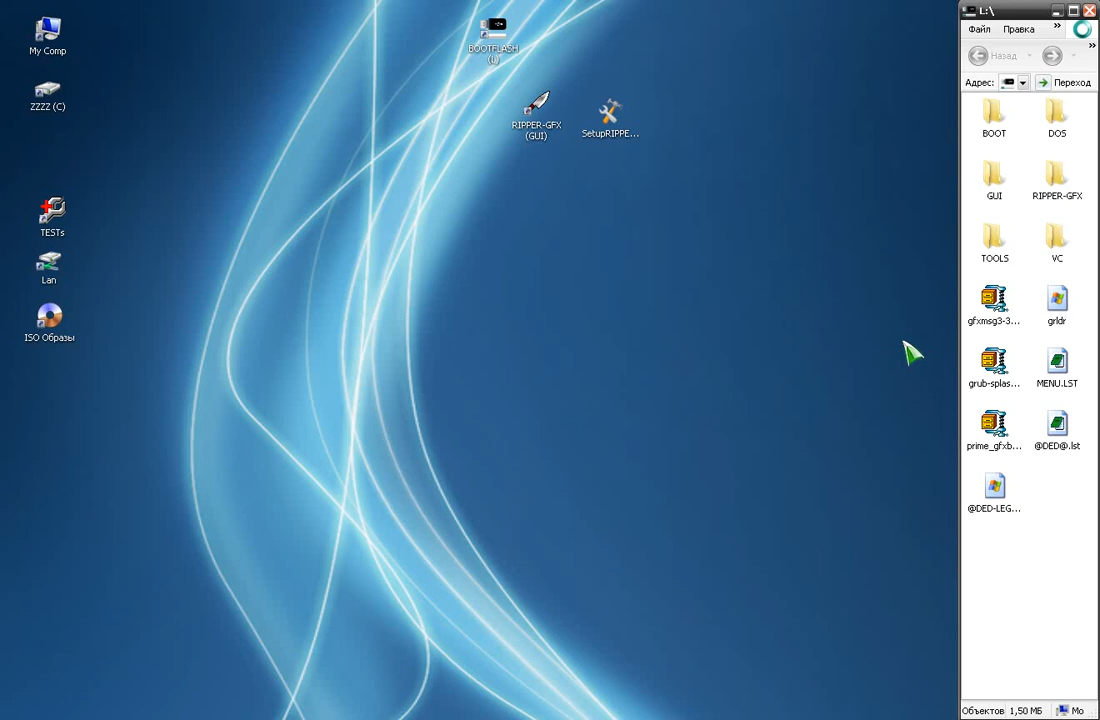 My Comp
ZZZZ (C)
TESTs
Lan
ISO Образы
BOOTFLASH
(L)
RIPPER-GFX
(GUI)
SetupRIPPE...
L:\
Файл Правка »
Назад »
Адрес: Переход
BOOT DOS
GUI RIPPER-GFX
TOOLS VC
gfxmsg3-3... grldr
grub-splas... MENU.LST
prime_gfxb... @DED@.lst
@DED-LEG...
Объектов 1,50 МБ Мо